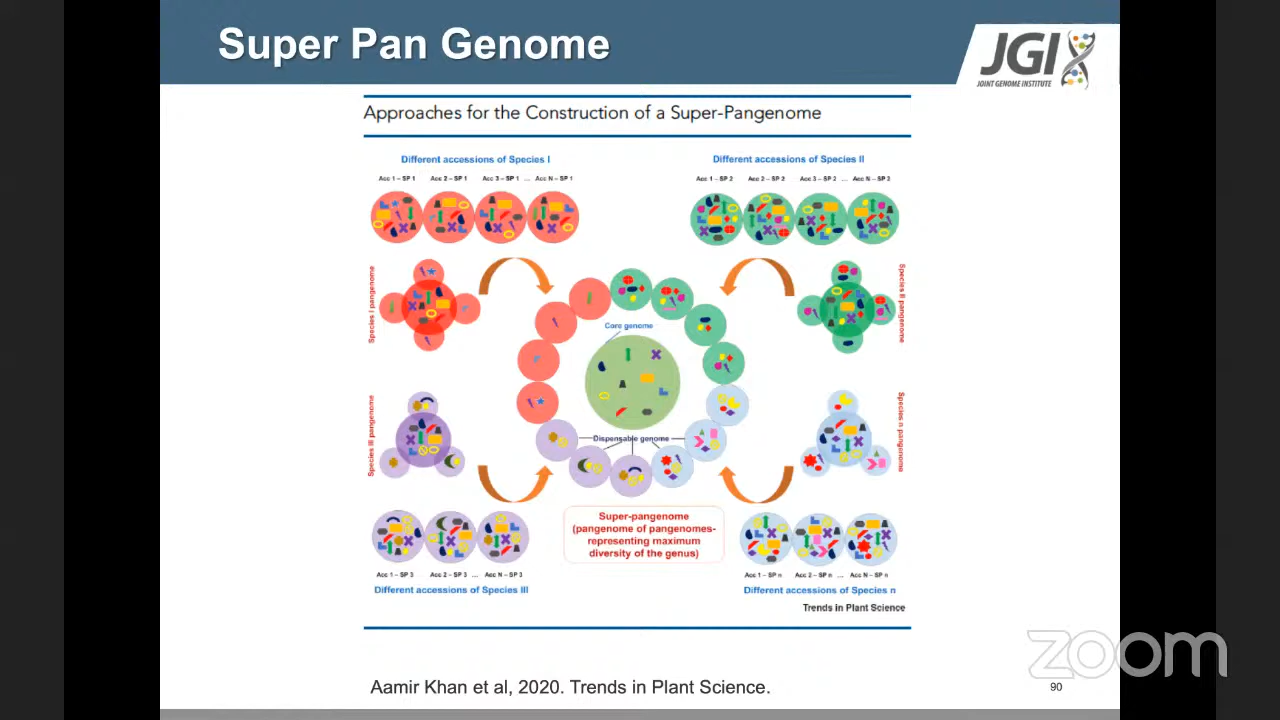 Super Pan Genome
JGI
JOINT GENOME INSTITUTE
Approaches for the Construction of a Super-Pangenome
Different accessions of Species I
Different accessions of Species II
Acc 1 – SP 1 Acc 2 – SP 1 Acc 3 – SP 1 ... Acc N – SP 1
Acc 1 – SP 2 Acc 2 – SP 2 Acc 3 – SP 2 ... Acc N – SP 2
Species I pangenome
Species II pangenome
Core genome
Species III pangenome
Species n pangenome
Dispensable genome
Super-pangenome
(pangenome of pangenomes-
representing maximum
diversity of the genus)
Acc 1 – SP 3 Acc 2 – SP 3 ... Acc N – SP 3
Acc 1 – SP n Acc 2 – SP n ... Acc N – SP n
Different accessions of Species III
Different accessions of Species n
Trends in Plant Science
zoom
Aamir Khan et al, 2020. Trends in Plant Science.
90